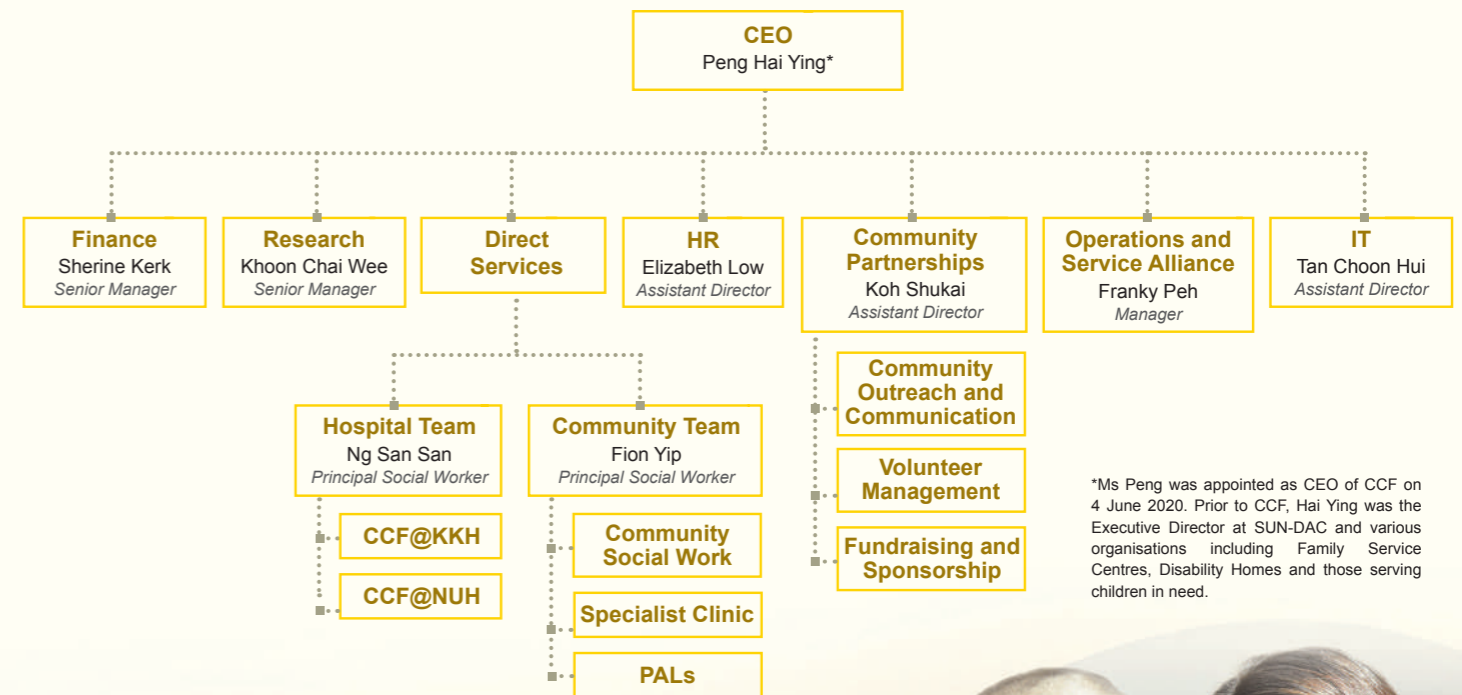 CEO
Peng Hai Ying*
Finance
Sherine Kerk
Senior Manager
Research
Khoon Chai Wee
Senior Manager
Direct
Services
HR
Elizabeth Low
Assistant Director
Community
Partnerships
Koh Shukai
Assistant Director
Operations and
Service Alliance
Franky Peh
Manager
IT
Tan Choon Hui
Assistant Director
Hospital Team
Ng San San
Principal Social Worker
CCF@KKH
CCF@NUH
Community Team
Fion Yip
Principal Social Worker
Community
Social Work
Specialist Clinic
PALs
Community
Outreach and
Communication
Volunteer
Management
Fundraising and
Sponsorship
*Ms Peng was appointed as CEO of CCF on
4 June 2020. Prior to CCF, Hai Ying was the
Executive Director at SUN-DAC and various
organisations including Family Service
Centres, Disability Homes and those serving
children in need.